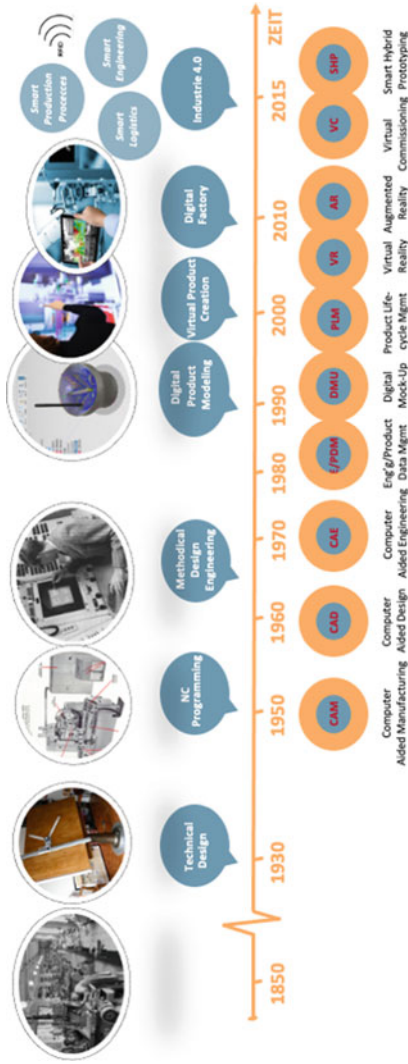 RFID
Smart
Production
Processes
Smart
Engineering
Smart
Logistics
Technical
Design
NC
Programming
Methodical
Design
Engineering
Digital
Product
Modeling
Virtual Product
Creation
Digital
Factory
Industrie 4.0
1850
1930
1950
1960
1970
1980
1990
2000
2010
2015
ZEIT
CAM
CAD
CAE
E/PDM
DMU
PLM
VR
AR
VC
SHP
Computer
Aided Manufacturing
Computer
Aided Design
Computer
Aided Engineering
Eng'g/Product
Data Mgmt
Digital
Mock-Up
Product Life-
cycle Mgmt
Virtual
Reality
Augmented
Reality
Virtual
Commissioning
Smart Hybrid
Prototyping